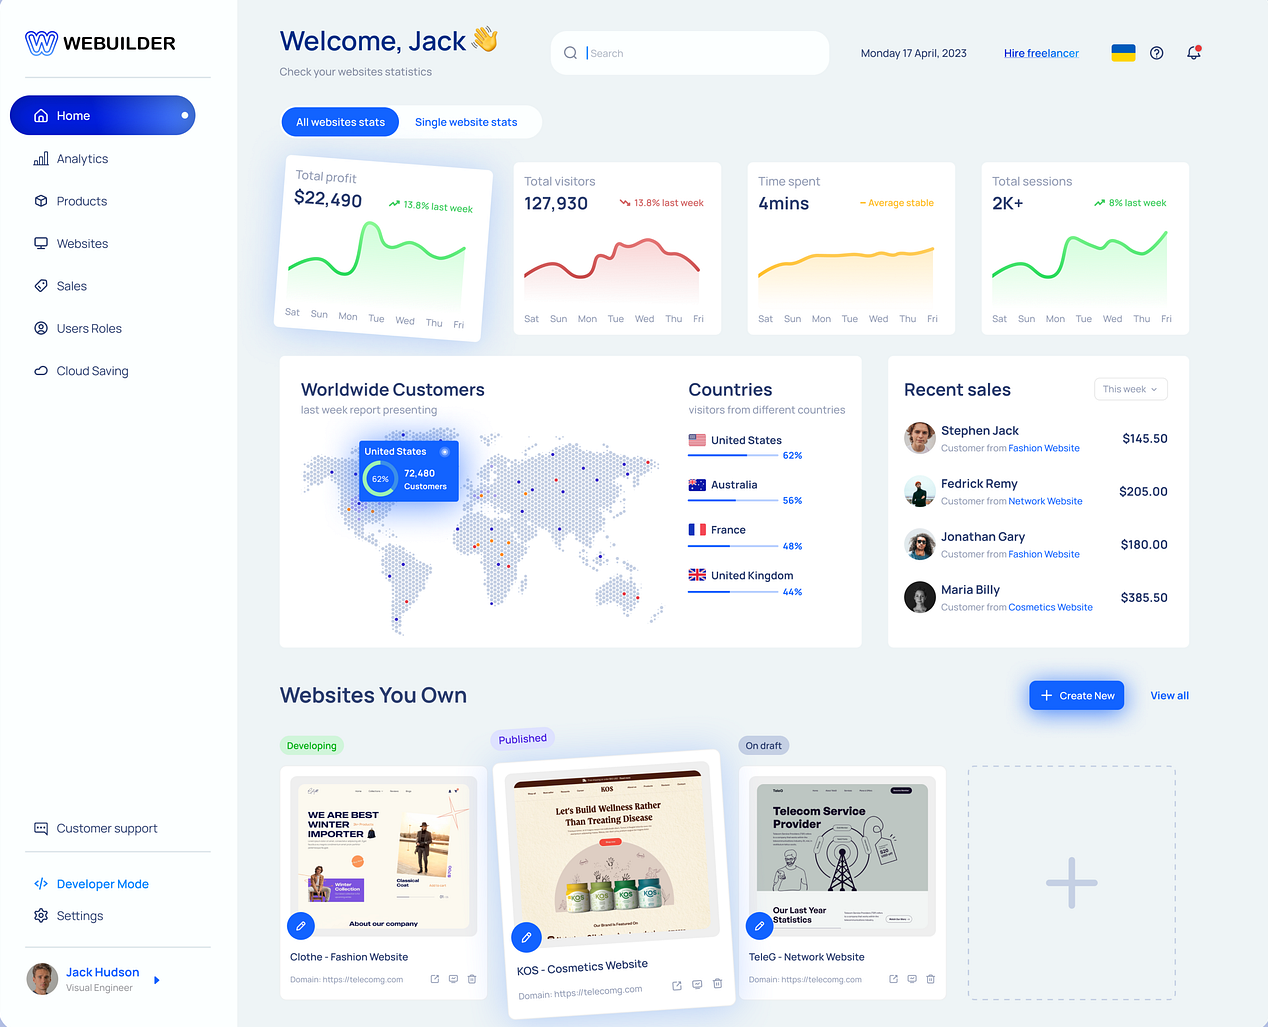 WEBUILDER
Home
Analytics
Products
Websites
Sales
Users Roles
Cloud Saving
Customer support
Developer Mode
Settings
Jack Hudson
Visual Engineer
Welcome, Jack
Check your websites statistics
Search
Monday 17 April, 2023
Hire freelancer
All websites stats
Single website stats
Total profit
$22,490
13.8% last week
Sat Sun Mon Tue Wed Thu Fri
Total visitors
127,930
13.8% last week
Sat Sun Mon Tue Wed Thu Fri
Time spent
4mins
Average stable
Sat Sun Mon Tue Wed Thu Fri
Total sessions
2K+
8% last week
Sat Sun Mon Tue Wed Thu Fri
Worldwide Customers
last week report presenting
United States
62%
72,480
Customers
Countries
visitors from different countries
United States
62%
Australia
56%
France
48%
United Kingdom
44%
Recent sales
This week
Stephen Jack
Customer from Fashion Website
$145.50
Fedrick Remy
Customer from Network Website
$205.00
Jonathan Gary
Customer from Fashion Website
$180.00
Maria Billy
Customer from Cosmetics Website
$385.50
Websites You Own
Create New
View all
Developing
WE ARE BEST
WINTER
IMPORTER
Winter
Collection
Classical
Coat
About our company
Clothe - Fashion Website
Domain: https://telecomg.com
Published
KOS
Let's Build Wellness Rather
Than Treating Disease
KOS KOS KOS KOS
Our Brand is Featured On
KOS - Cosmetics Website
Domain: https://telecomg.com
On draft
TeleG
Telecom Service
Provider
Our Last Year
Statistics
TeleG - Network Website
Domain: https://telecomg.com